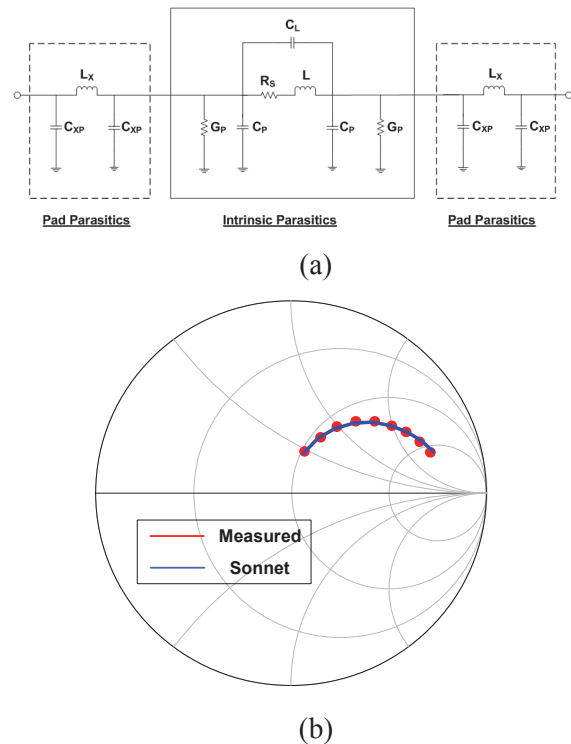 C_L
L_X
R_S L
L_X
C_XP C_XP G_P C_P C_P G_P C_XP C_XP
Pad Parasitics Intrinsic Parasitics Pad Parasitics
(a)
Measured
Sonnet
(b)